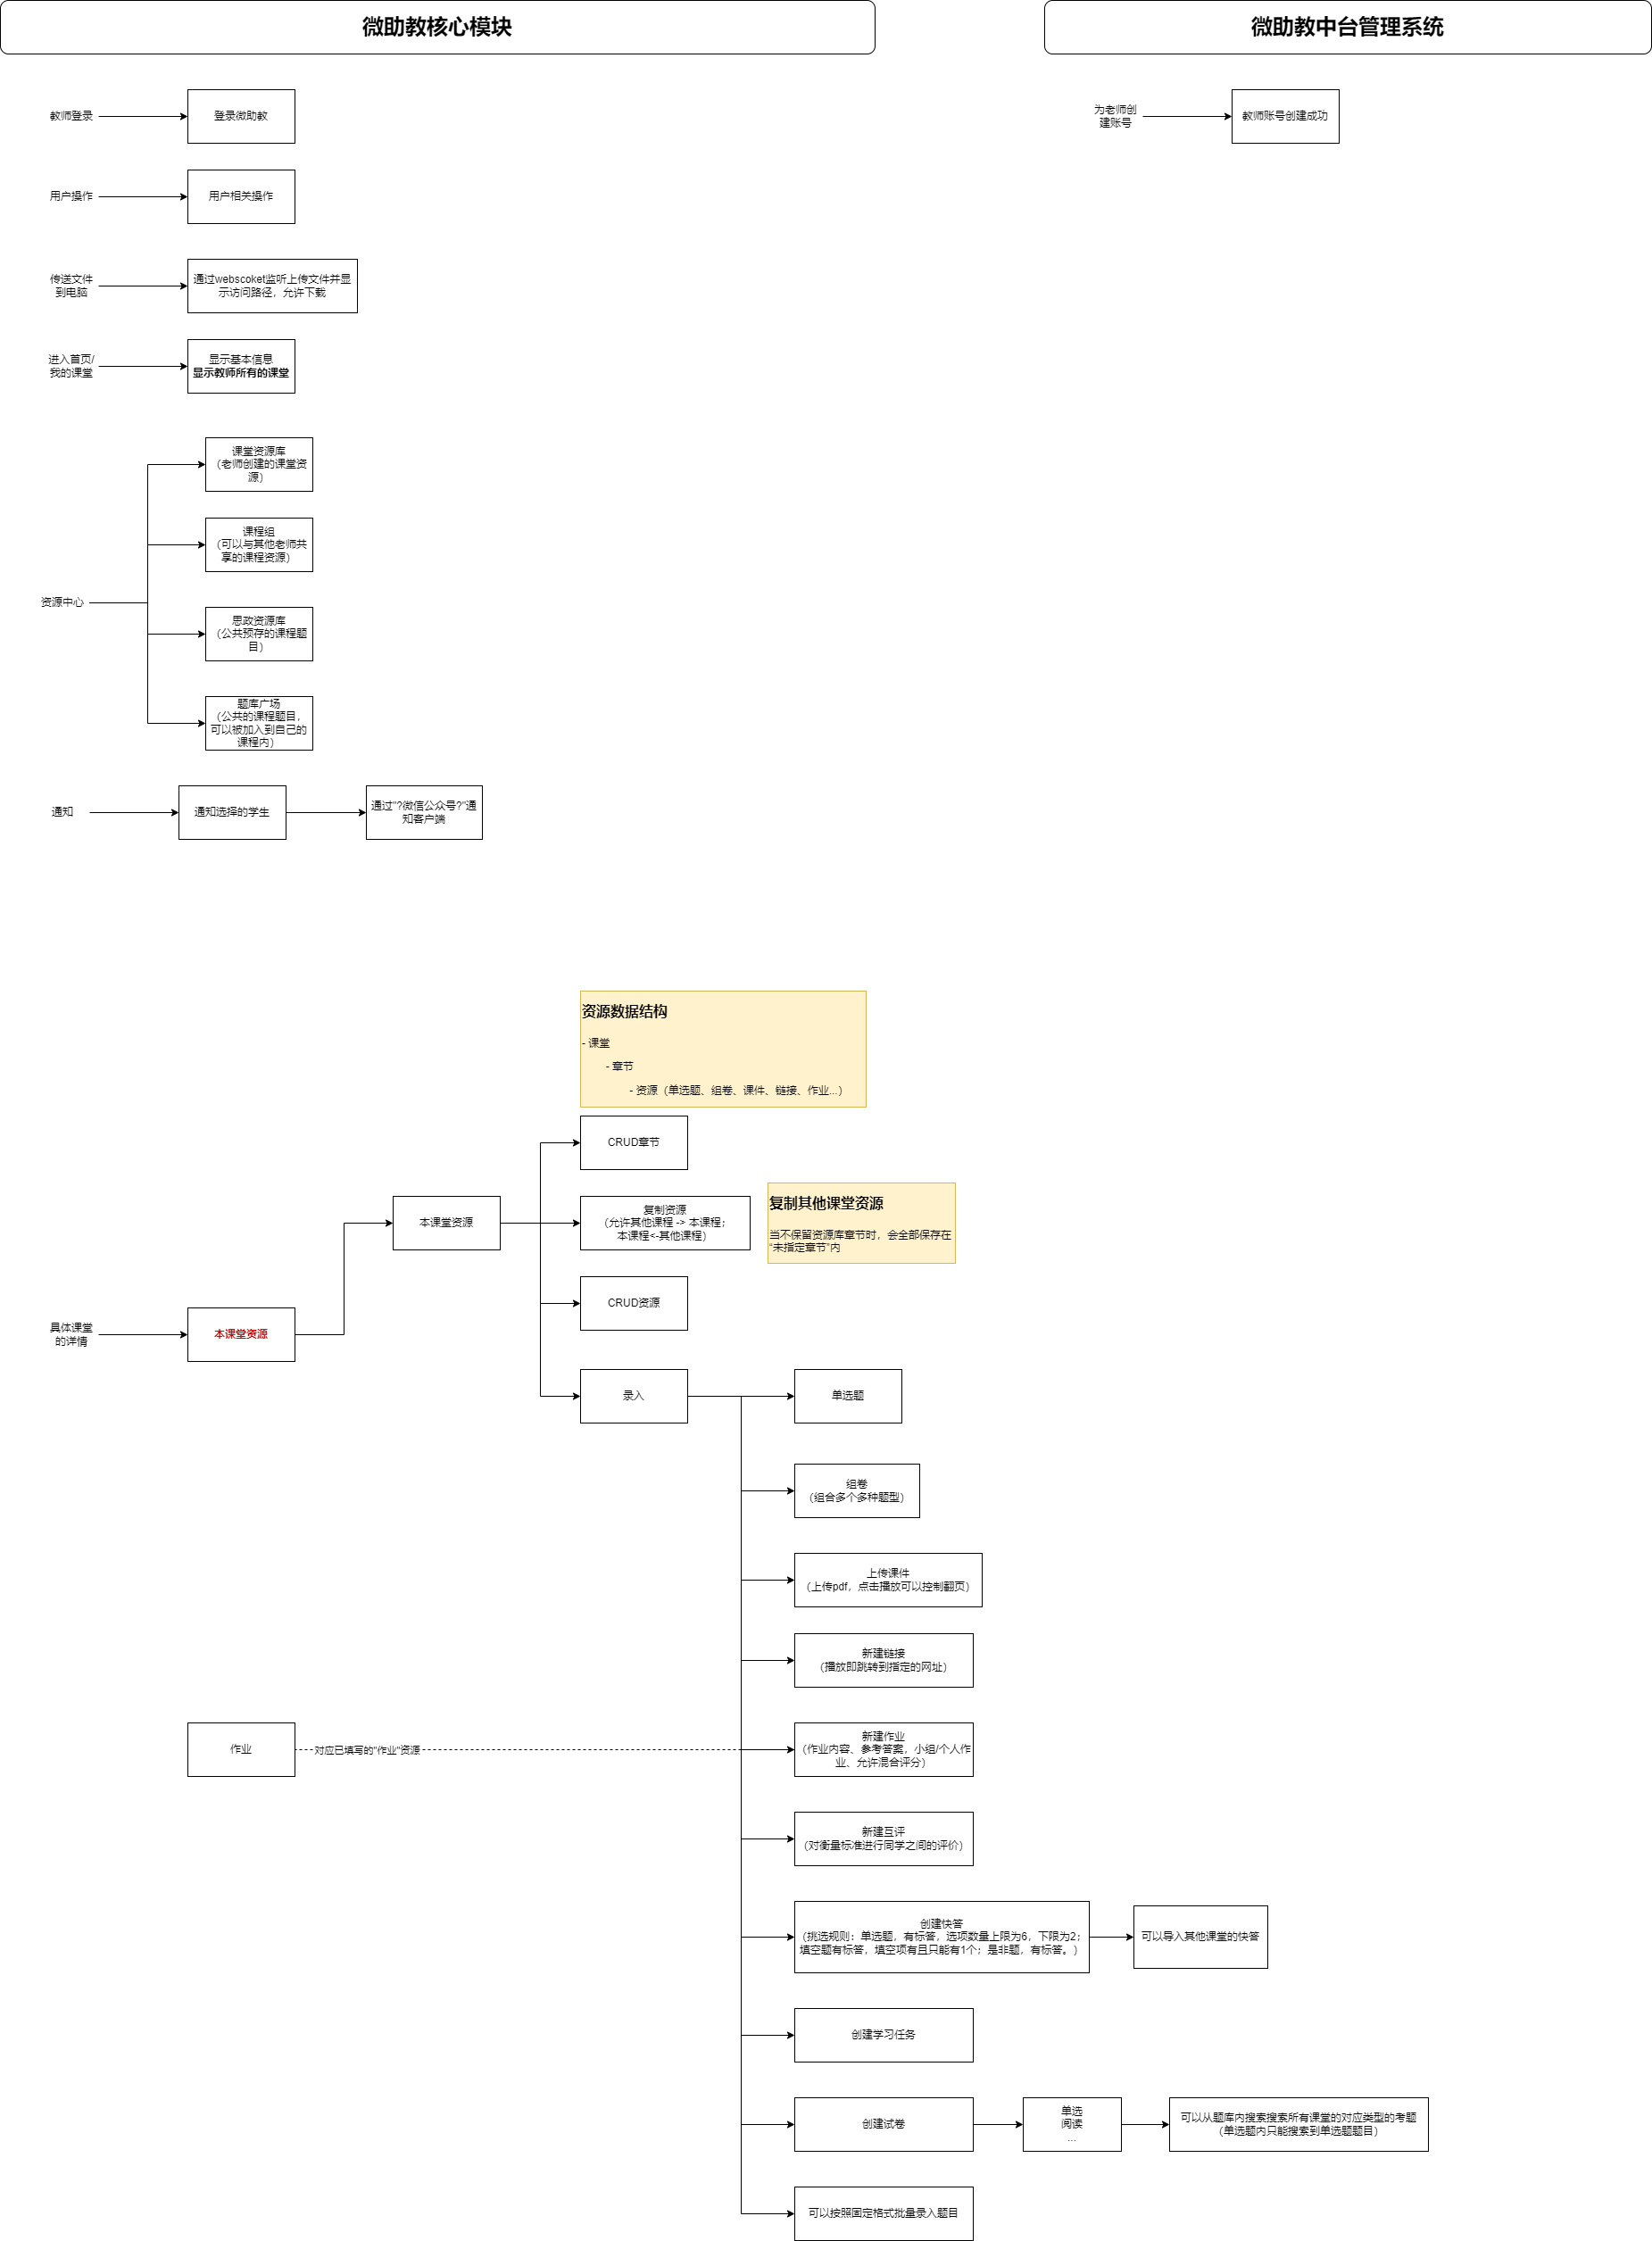 微助教核心模块
微助教中台管理系统
教师登录
登录微助教
为老师创
建账号
教师账号创建成功
用户操作
用户相关操作
传送文件
到电脑
通过webscoket监听上传文件并显
示访问路径，允许下载
进入首页/
我的课堂
显示基本信息
显示教师所有的课堂
资源中心
课堂资源库
（老师创建的课堂资
源）
课程组
（可以与其他老师共
享的课程资源）
思政资源库
（公共预存的课程题
目）
题库广场
（公共的课程题目，
可以被加入到自己的
课程内）
通知
通知选择的学生
通过"?微信公众号?"通
知客户端
资源数据结构
- 课堂
- 章节
- 资源（单选题、组卷、课件、链接、作业...）
CRUD章节
本课堂资源
复制资源
（允许其他课程 -> 本课程；
本课程<-其他课程）
复制其他课堂资源
当不保留资源库章节时，会全部保存在
“未指定章节”内
CRUD资源
具体课堂
的详情
本课堂资源
录入
单选题
组卷
（组合多个多种题型）
上传课件
（上传pdf，点击播放可以控制翻页）
新建链接
（播放即跳转到指定的网址）
作业
对应已填写的"作业"资源
新建作业
（作业内容、参考答案，小组/个人作
业、允许混合评分）
新建互评
（对衡量标准进行同学之间的评价）
创建快答
（挑选规则：单选题，有标答，选项数量上限为6，下限为2；
填空题有标答，填空项有且只能有1个；是非题，有标答。）
可以导入其他课堂的快答
创建学习任务
创建试卷
单选
阅读
...
可以从题库内搜索搜索所有课堂的对应类型的考题
（单选题内只能搜索到单选题题目）
可以按照固定格式批量录入题目